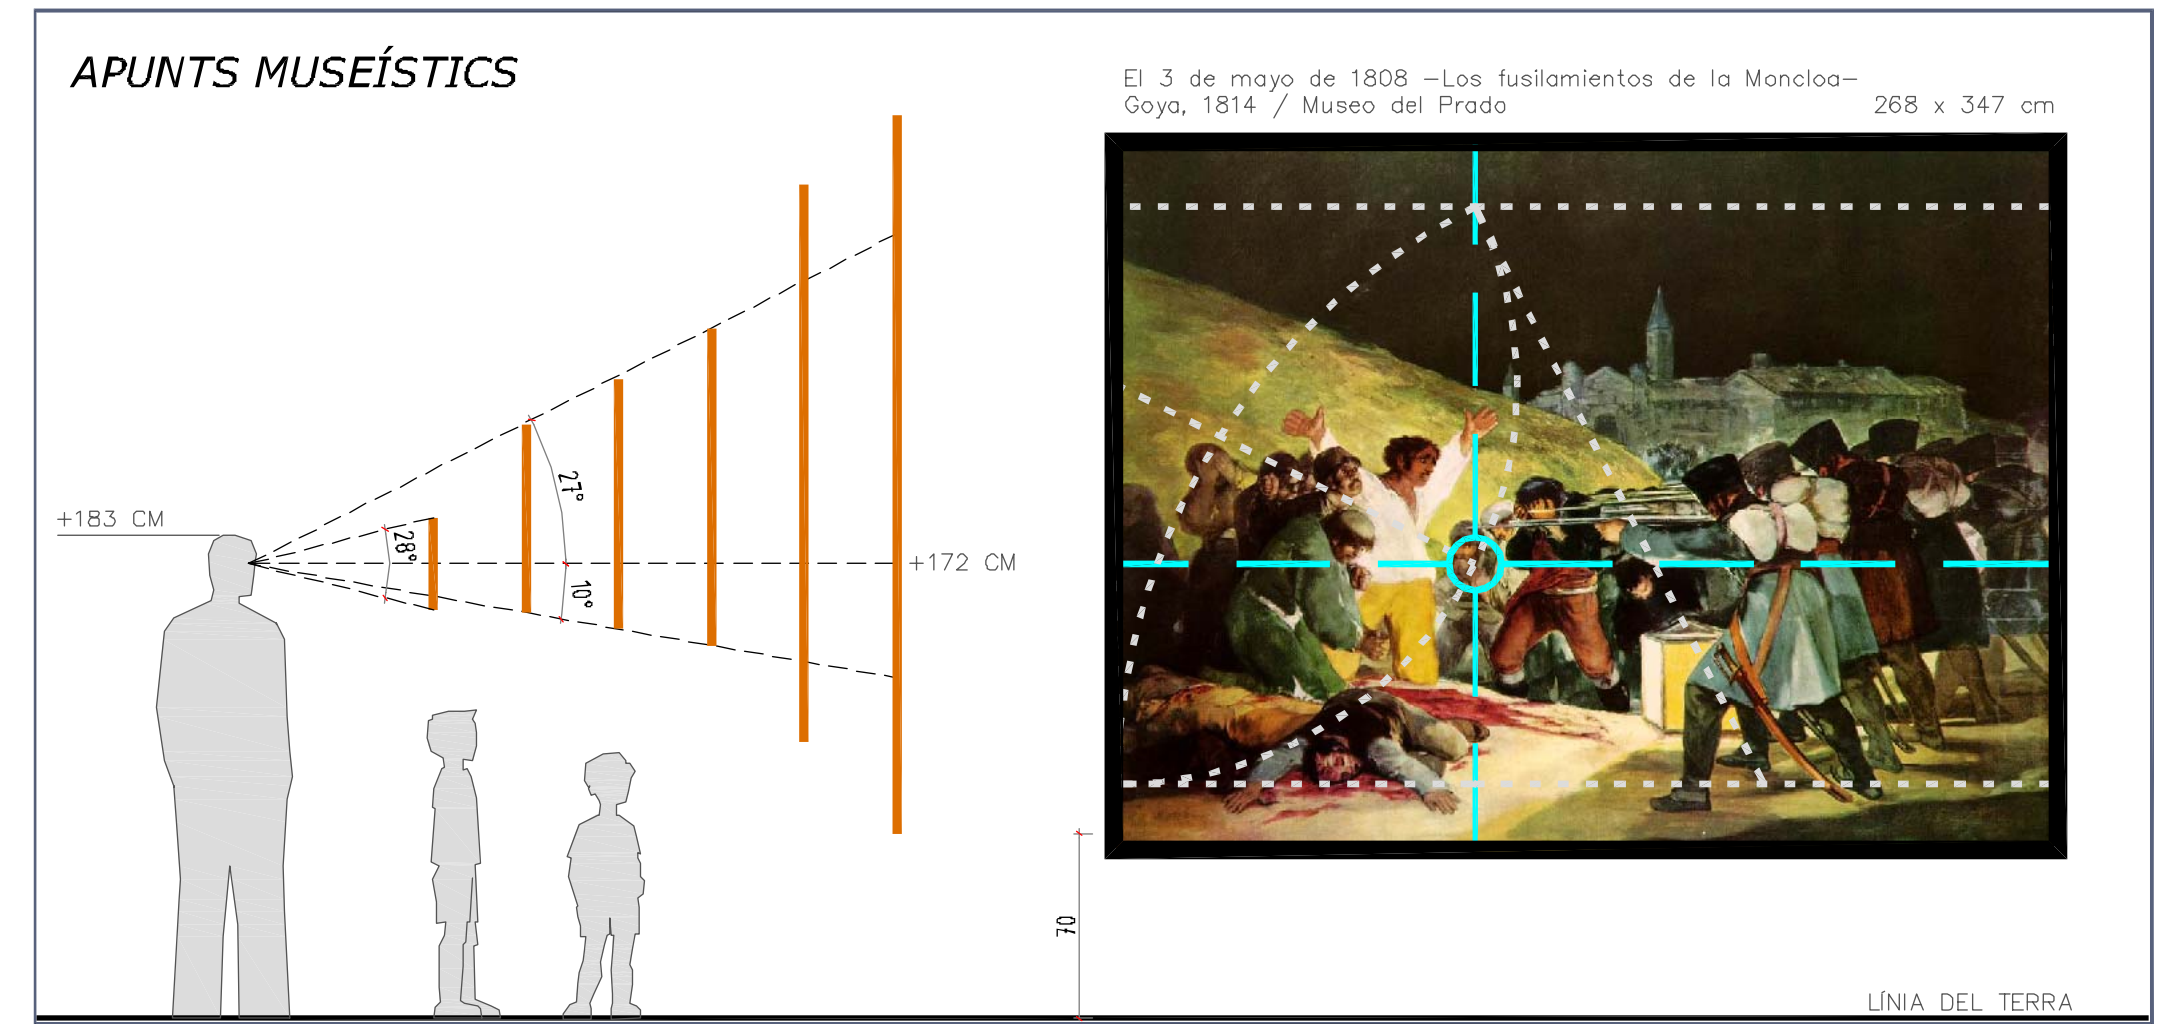 APUNTS MUSEÍSTICS
El 3 de mayo de 1808 -Los fusilamientos de la Moncloa-
Goya, 1814 / Museo del Prado 268 x 347 cm
+183 CM
28°
27°
10°
+172 CM
70
LÍNIA DEL TERRA